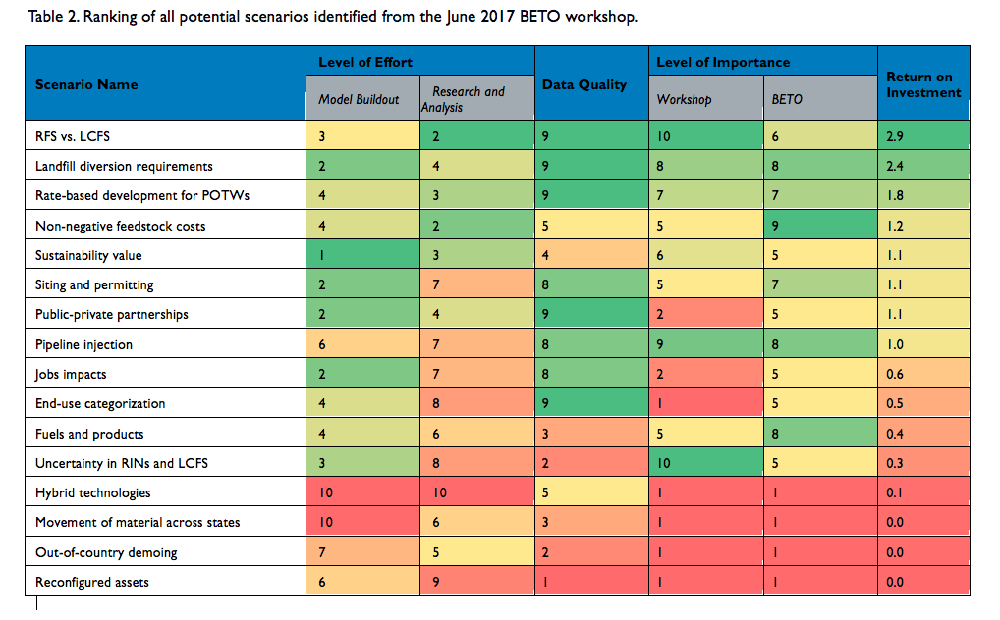 Table 2. Ranking of all potential scenarios identified from the June 2017 BETO workshop.
Scenario Name Level of Effort Data Quality Level of Importance Return on Investment
Model Buildout Research and Analysis Workshop BETO
RFS vs. LCFS 3 2 9 10 6 2.9
Landfill diversion requirements 2 4 9 8 8 2.4
Rate-based development for POTWs 4 3 9 7 7 1.8
Non-negative feedstock costs 4 2 5 5 9 1.2
Sustainability value 1 3 4 6 5 1.1
Siting and permitting 2 7 8 5 7 1.1
Public-private partnerships 2 4 9 2 5 1.1
Pipeline injection 6 7 8 9 8 1.0
Jobs impacts 2 7 8 2 5 0.6
End-use categorization 4 8 9 1 5 0.5
Fuels and products 4 6 3 5 8 0.4
Uncertainty in RINs and LCFS 3 8 2 10 5 0.3
Hybrid technologies 10 10 5 1 1 0.1
Movement of material across states 10 6 3 1 1 0.0
Out-of-country demoing 7 5 2 1 1 0.0
Reconfigured assets 6 9 1 1 1 0.0